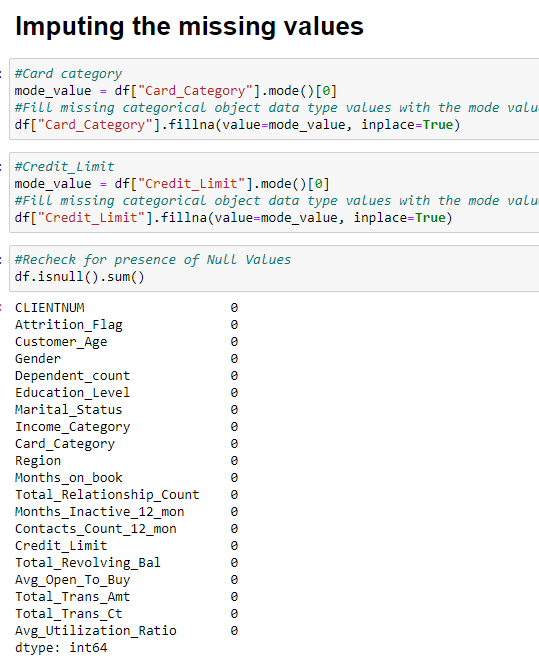 Imputing the missing values
#Card category
mode_value = df["Card_Category"].mode()[0]
#Fill missing categorical object data type values with the mode
df["Card_Category"].fillna(value=mode_value, inplace=True)
#Credit_Limit
mode_value = df["Credit_Limit"].mode()[0]
#Fill missing categorical object data type values with the mode
df["Credit_Limit"].fillna(value=mode_value, inplace=True)
#Recheck for presence of Null Values
df.isnull().sum()
CLIENTNUM 0
Attrition_Flag 0
Customer_Age 0
Gender 0
Dependent_count 0
Education_Level 0
Marital_Status 0
Income_Category 0
Card_Category 0
Region 0
Months_on_book 0
Total_Relationship_Count 0
Months_Inactive_12_mon 0
Contacts_Count_12_mon 0
Credit_Limit 0
Total_Revolving_Bal 0
Avg_Open_To_Buy 0
Total_Trans_Amt 0
Total_Trans_Ct 0
Avg_Utilization_Ratio 0
dtype: int64